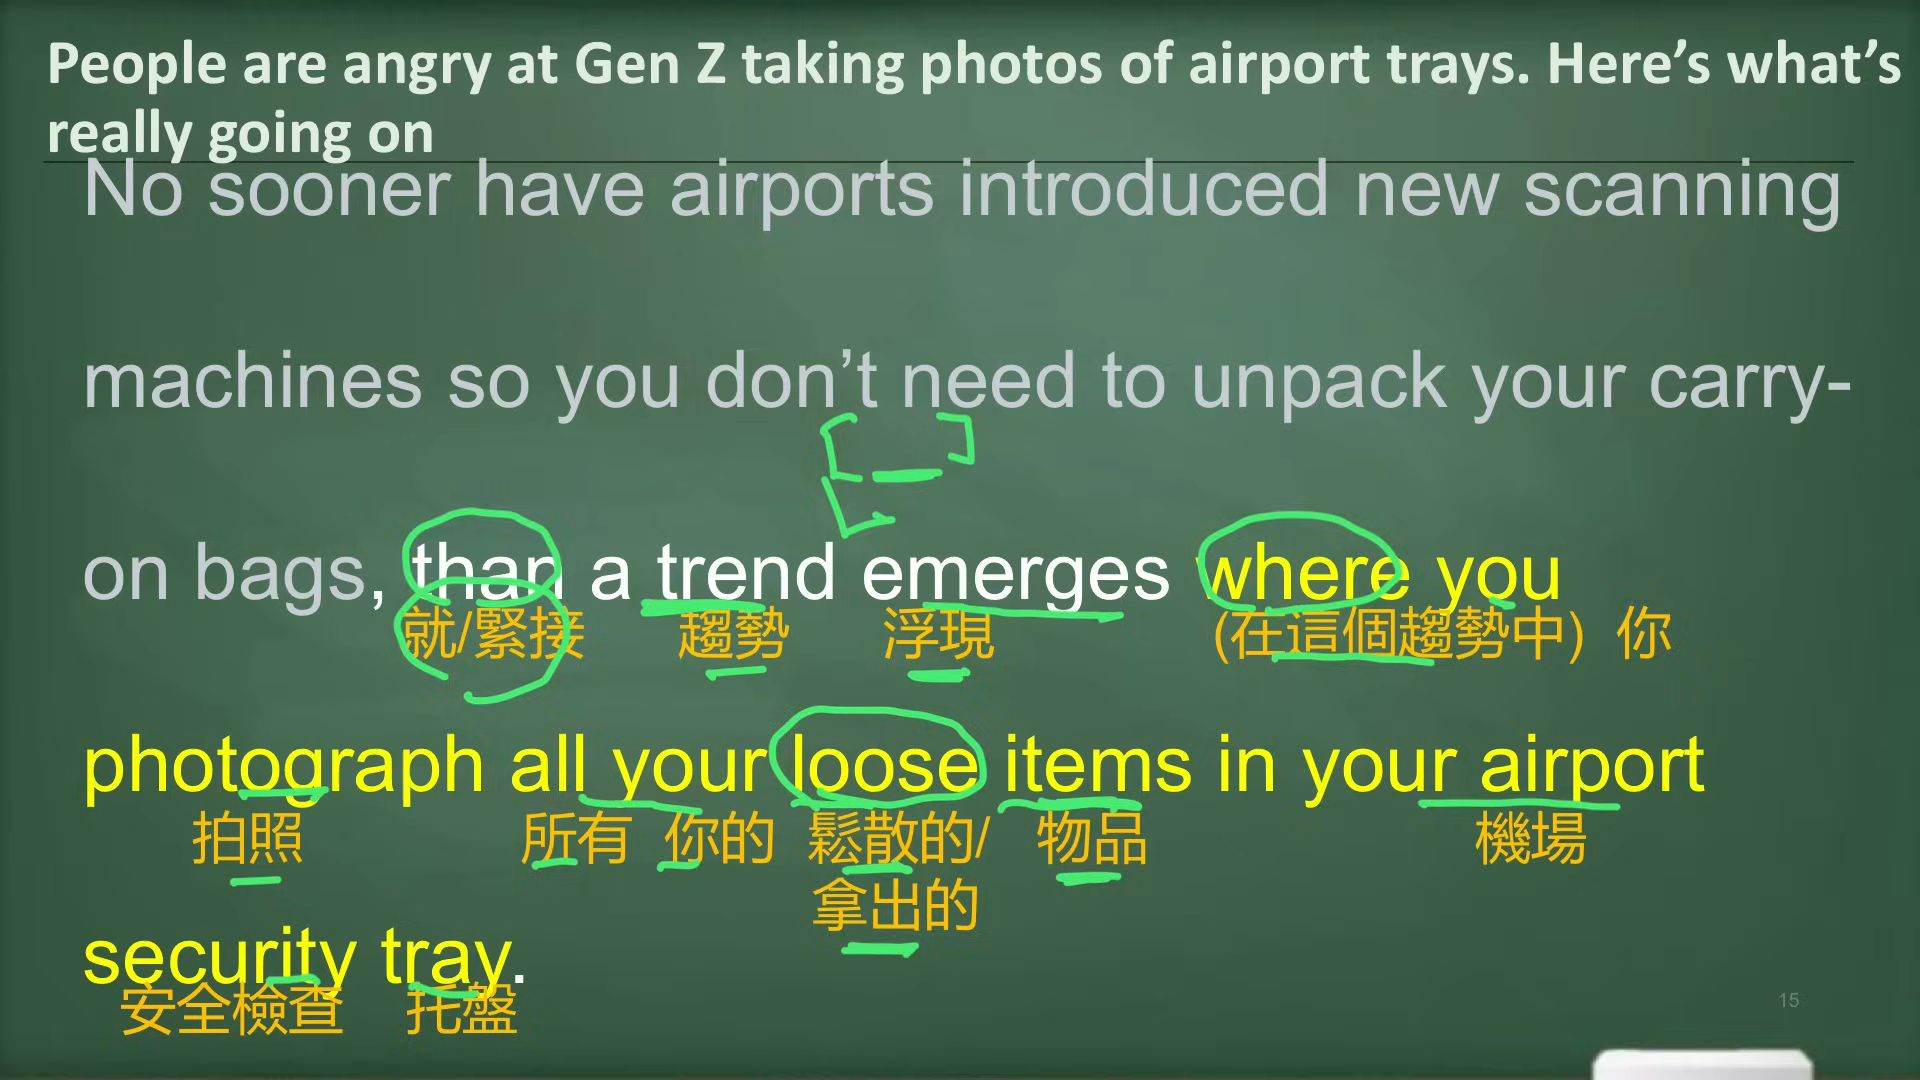 People are angry at Gen Z taking photos of airport trays. Here’s what’s
really going on
No sooner have airports introduced new scanning
machines so you don’t need to unpack your carry-
on bags, than a trend emerges where you
就/緊接 趨勢 浮現 (在這個趨勢中) 你
photograph all your loose items in your airport
拍照 所有 你的 鬆散的/ 物品 機場
拿出的
security tray.
安全檢查 托盤
15